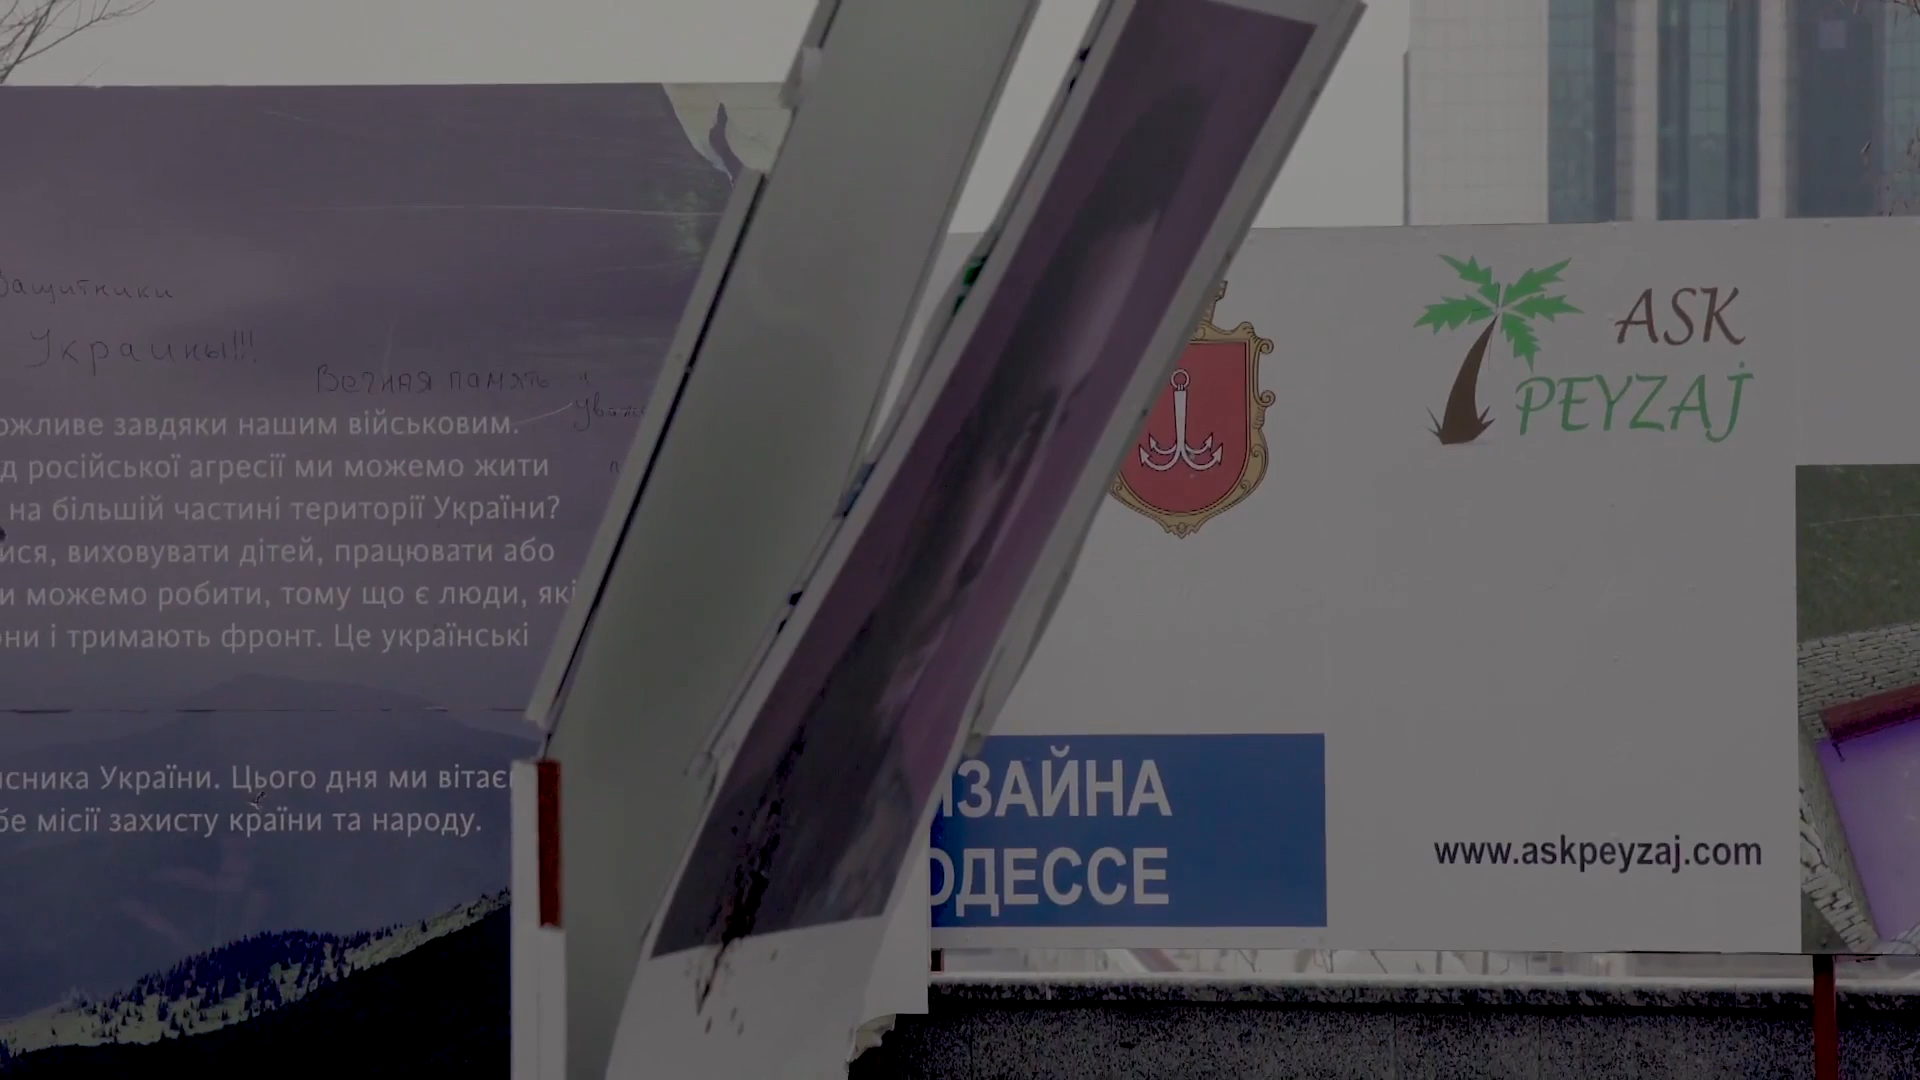 Защитники
Украины!!!
Вечная память
ожливе завдяки нашим військовим.
д російської агресії ми можемо жити
на більшій частині території України?
ися, виховувати дітей, працювати або
и можемо робити, тому що є люди, які
они і тримають фронт. Це українські
исника України. Цього дня ми вітаєм
бе місії захисту країни та народу.
ASK
PEYZAJ
ИЗАЙНА
ОДЕССЕ
www.askpeyzaj.com